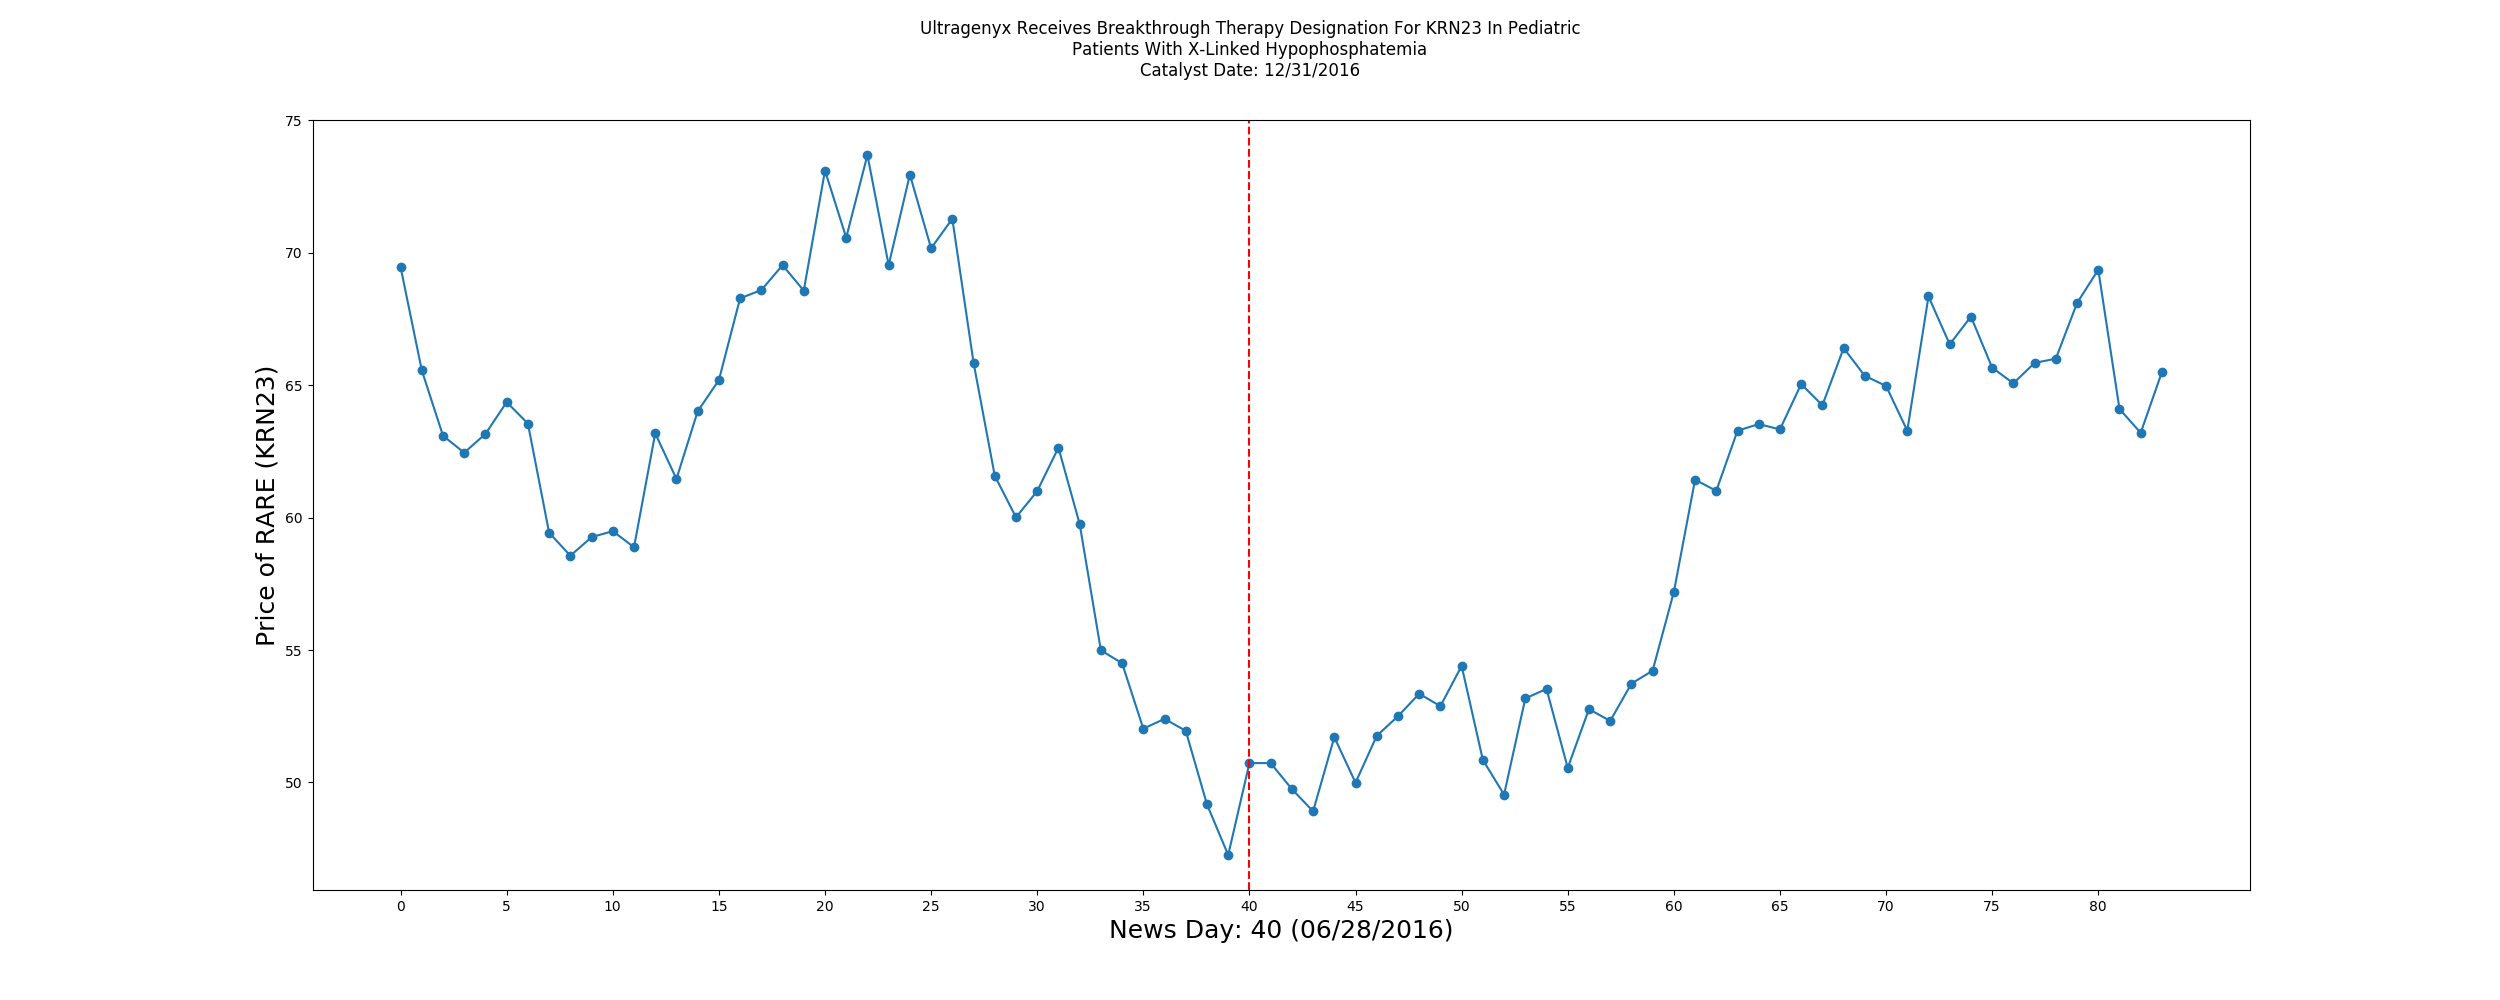 Ultragenyx Receives Breakthrough Therapy Designation For KRN23 In Pediatric
Patients With X-Linked Hypophosphatemia
Catalyst Date: 12/31/2016
75
70
65
60
55
50
Price of RARE (KRN23)
0 5 10 15 20 25 30 35 40 45 50 55 60 65 70 75 80
News Day: 40 (06/28/2016)